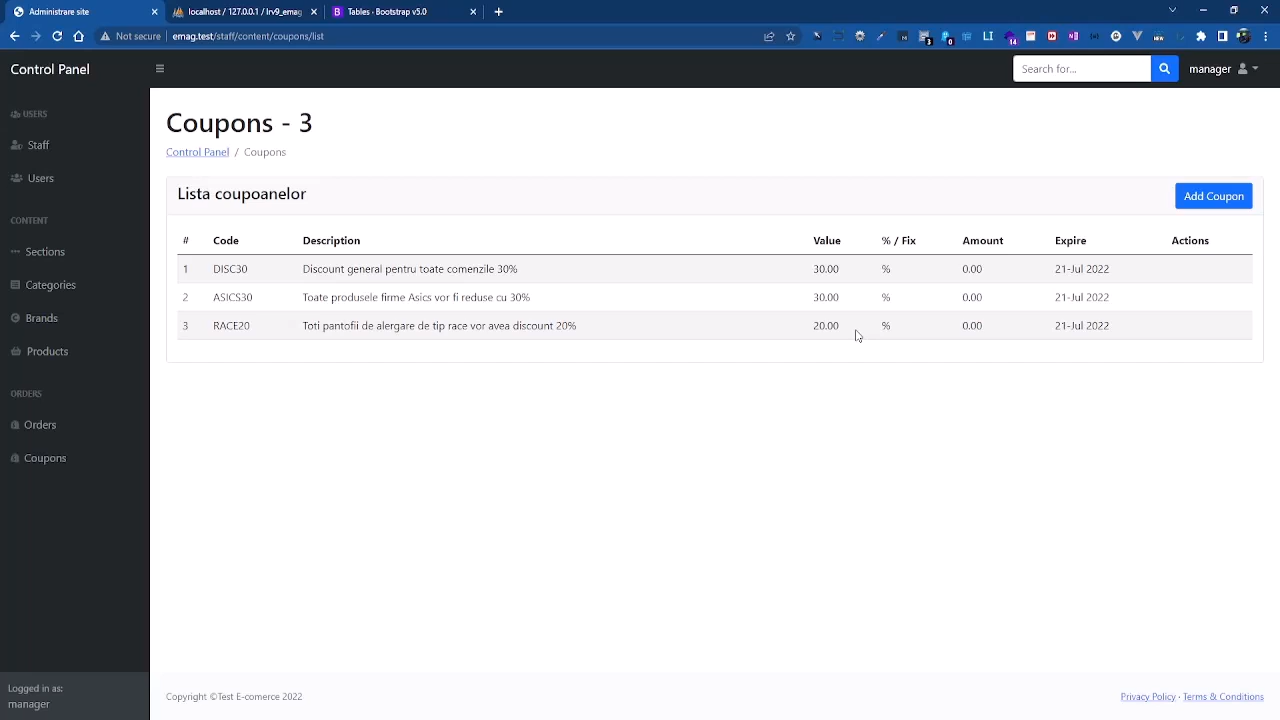 Administrare site
localhost / 127.0.0.1 / lrv9_emag
Tables · Bootstrap v5.0
Not secure
emag.test/staff/content/coupons/list
Control Panel
Search for...
manager
USERS
Staff
Users
CONTENT
Sections
Categories
Brands
Products
ORDERS
Orders
Coupons
Logged in as:
manager
Coupons - 3
Control Panel / Coupons
Lista coupoanelor
Add Coupon
# Code Description Value % / Fix Amount Expire Actions
1 DISC30 Discount general pentru toate comenzile 30% 30.00 % 0.00 21-Jul 2022
2 ASICS30 Toate produsele firme Asics vor fi reduse cu 30% 30.00 % 0.00 21-Jul 2022
3 RACE20 Toti pantofii de alergare de tip race vor avea discount 20% 20.00 % 0.00 21-Jul 2022
Copyright ©Test E-comerce 2022
Privacy Policy · Terms & Conditions